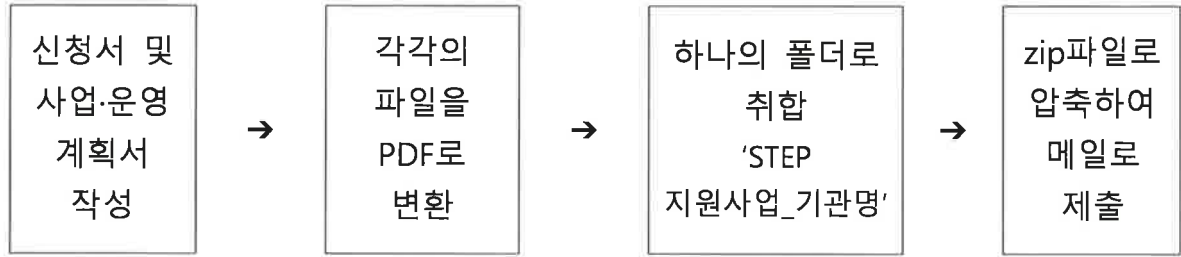 신청서 및
사업·운영
계획서
작성
➔
각각의
파일을
PDF로
변환
➔
하나의 폴더로
취합
‘STEP
지원사업_기관명’
➔
zip파일로
압축하여
메일로
제출